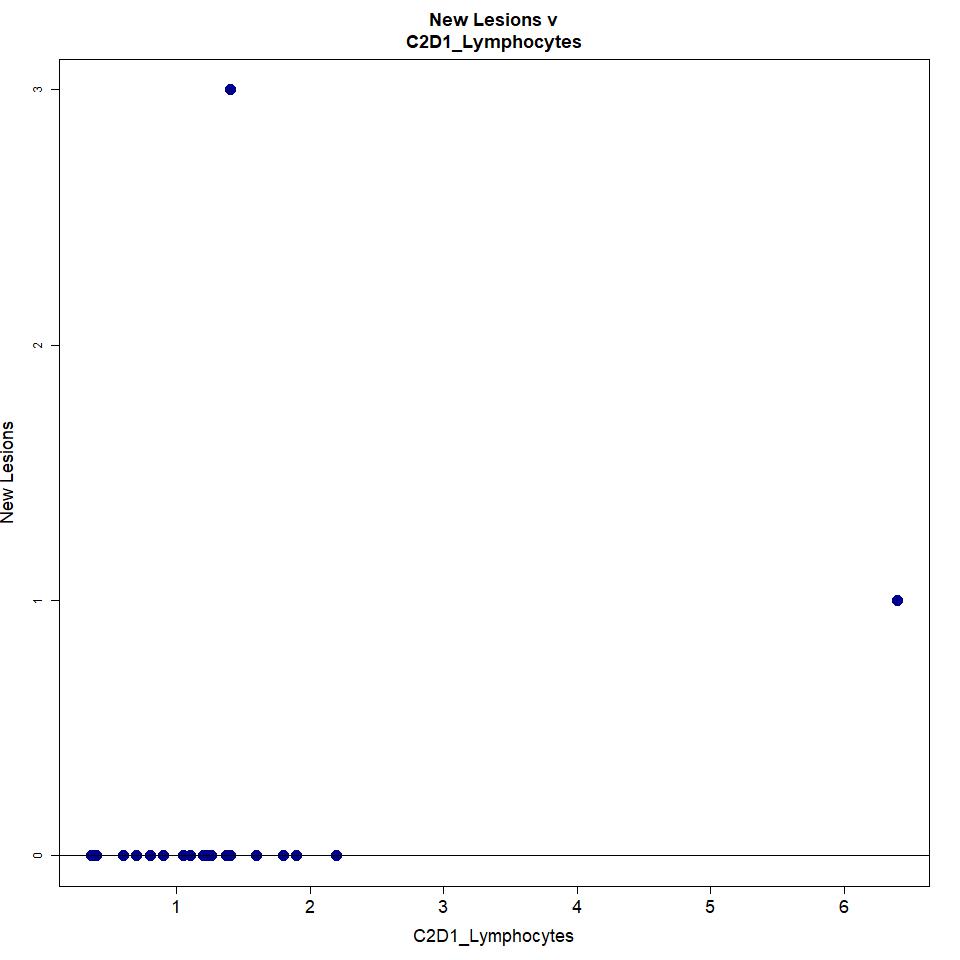 New Lesions v
C2D1_Lymphocytes
3
2
1
0
New Lesions
1 2 3 4 5 6
C2D1_Lymphocytes